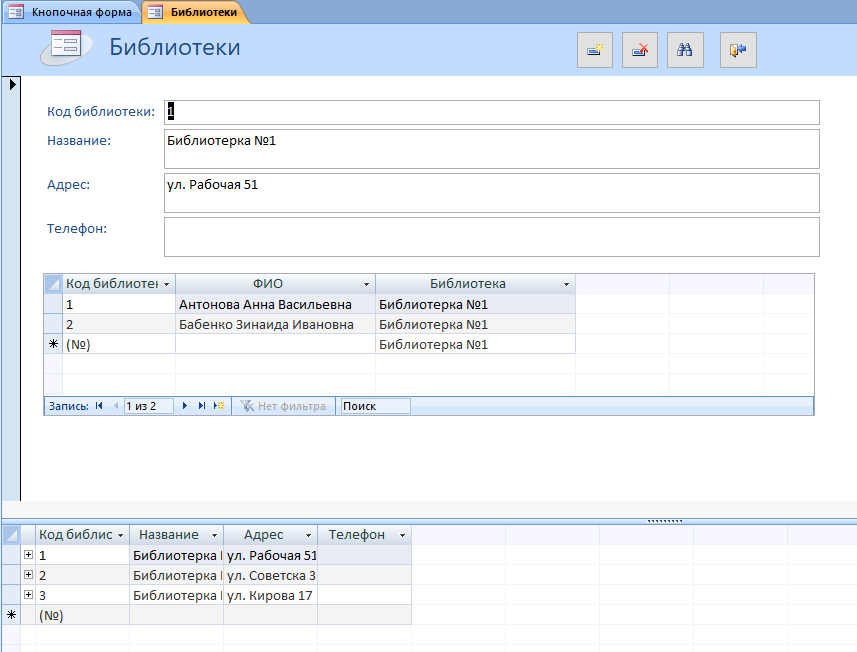 Кнопочная форма Библиотеки
Библиотеки
Код библиотеки: 1
Название: Библиотерка №1
Адрес: ул. Рабочая 51
Телефон:
Код библиотек ФИО Библиотека
1 Антонова Анна Васильевна Библиотерка №1
2 Бабенко Зинаида Ивановна Библиотерка №1
(№) Библиотерка №1
Запись: 1 из 2 Нет фильтра Поиск
Код библис Название Адрес Телефон
1 Библиотерка ул. Рабочая 51
2 Библиотерка ул. Советска 3
3 Библиотерка ул. Кирова 17
(№)